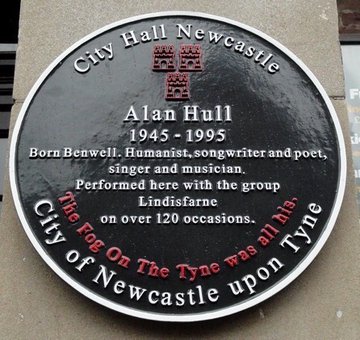 City Hall Newcastle
Alan Hull
1945 - 1995
Born Benwell. Humanist, songwriter and poet,
singer and musician.
Performed here with the group
Lindisfarne
on over 120 occasions.
The Fog On The Tyne was all his.
City of Newcastle upon Tyne